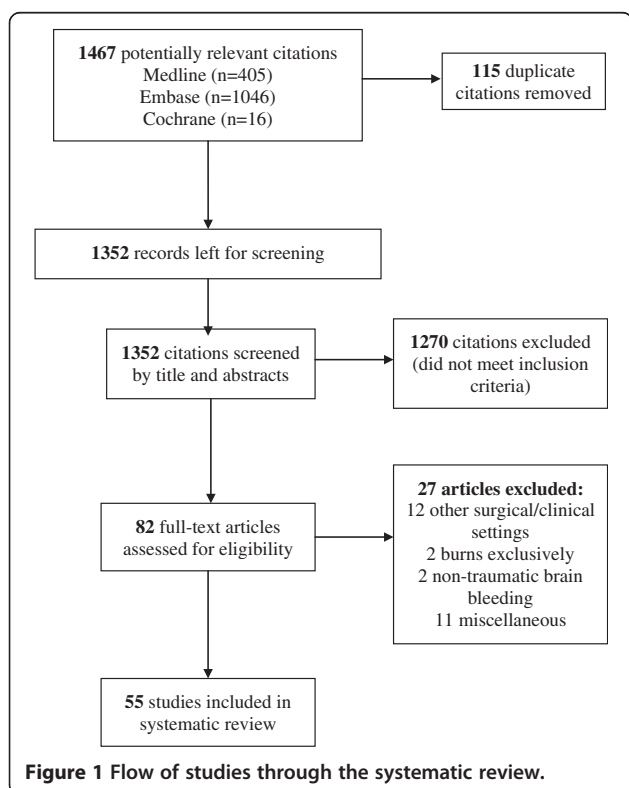 1467 potentially relevant citations
Medline (n=405)
Embase (n=1046)
Cochrane (n=16)
115 duplicate
citations removed
1352 records left for screening
1352 citations screened
by title and abstracts
1270 citations excluded
(did not meet inclusion
criteria)
82 full-text articles
assessed for eligibility
27 articles excluded:
12 other surgical/clinical
settings
2 burns exclusively
2 non-traumatic brain
bleeding
11 miscellaneous
55 studies included in
systematic review
Figure 1 Flow of studies through the systematic review.